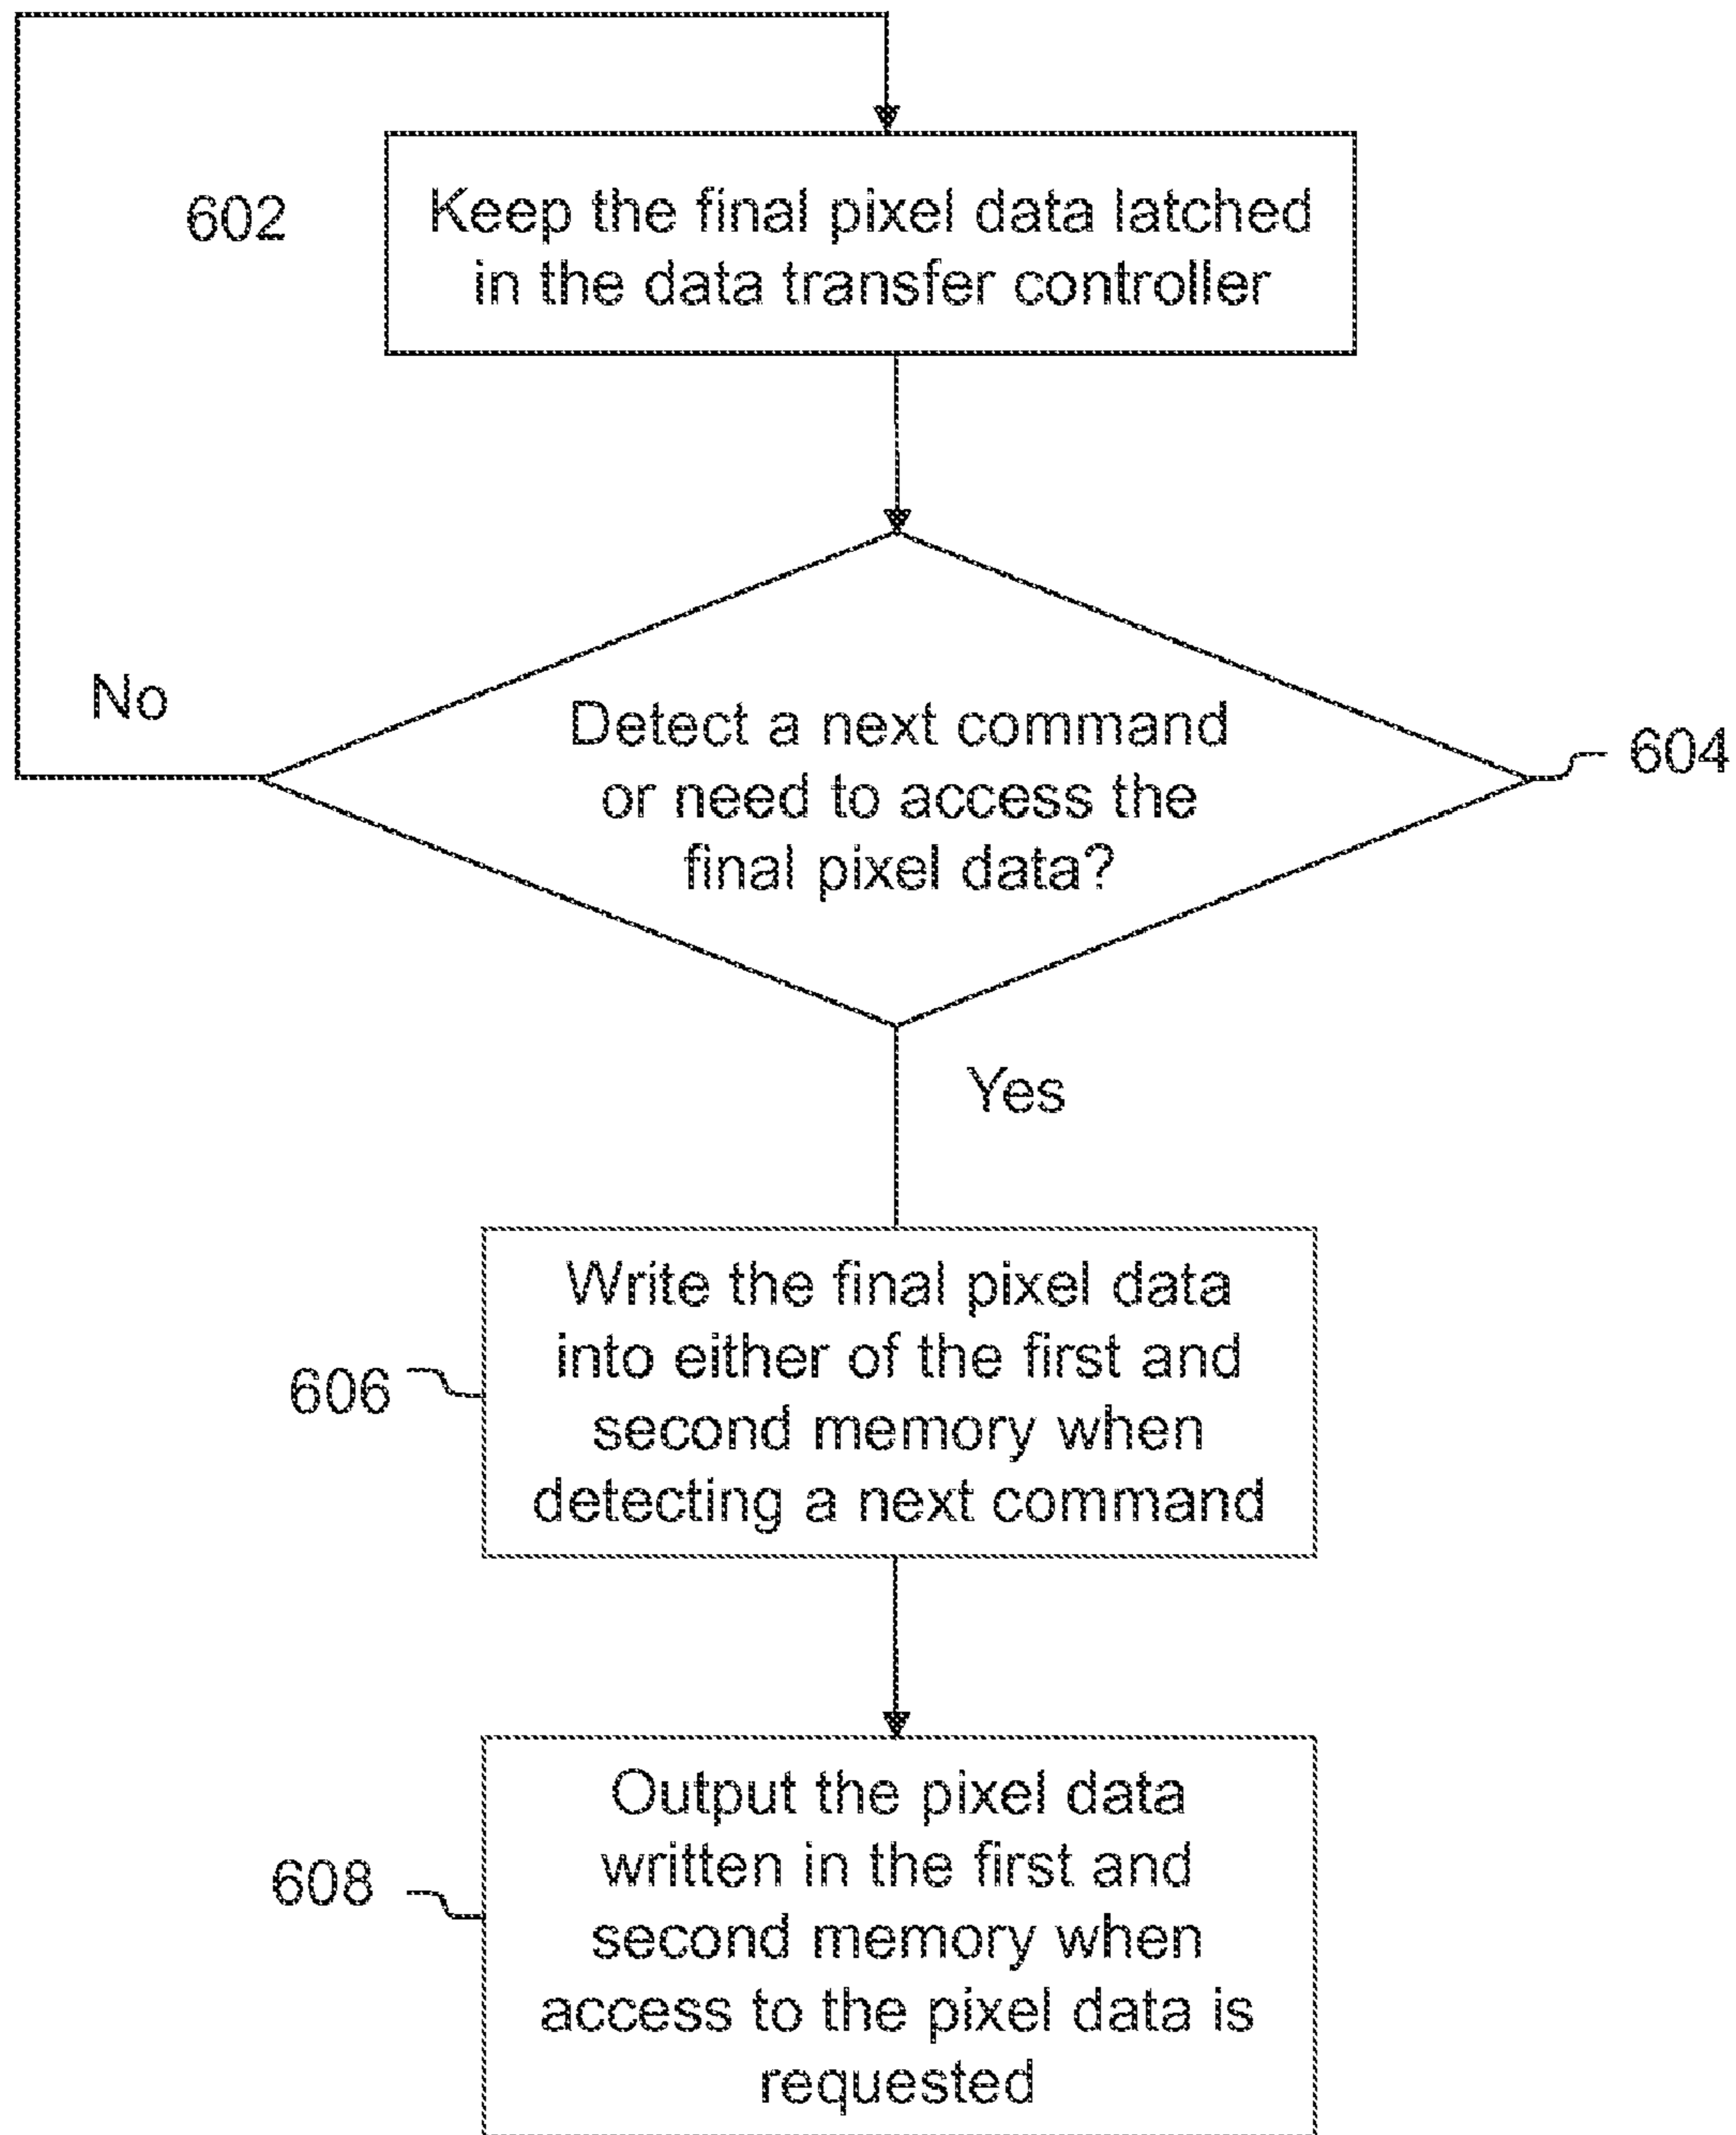 602
Keep the final pixel data latched
in the data transfer controller
No
Detect a next command
or need to access the
final pixel data?
604
Yes
Write the final pixel data
into either of the first and
second memory when
detecting a next command
606
Output the pixel data
written in the first and
second memory when
access to the pixel data is
requested
608